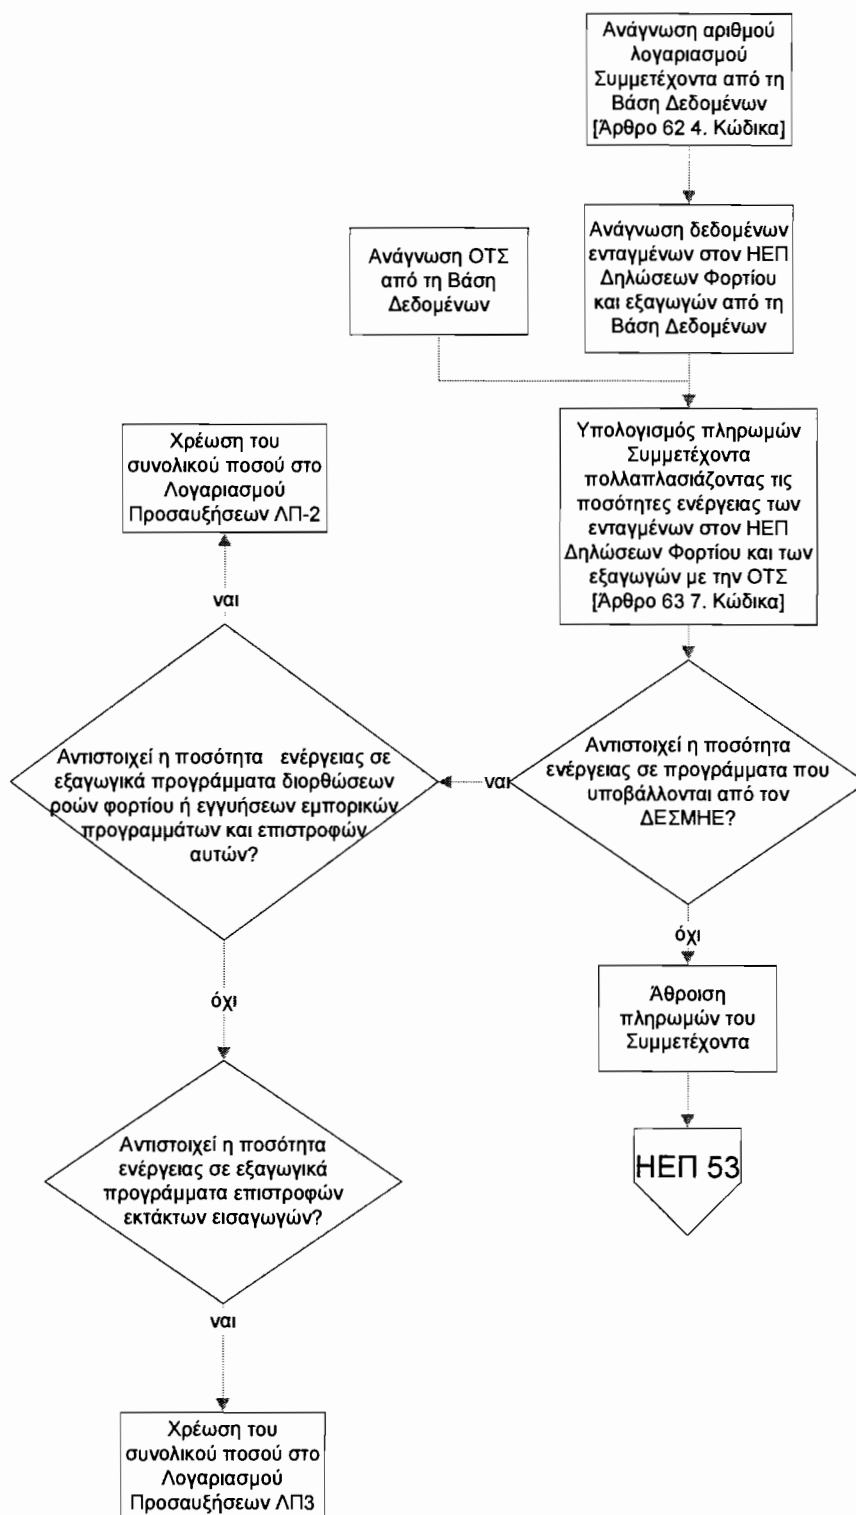 Ανάγνωση αριθμού
λογαριασμού
Συμμετέχοντα από τη
Βάση Δεδομένων
[Άρθρο 62 4. Κώδικα]
Ανάγνωση ΟΤΣ
από τη Βάση
Δεδομένων
Ανάγνωση δεδομένων
ενταγμένων στον ΗΕΠ
Δηλώσεων Φορτίου
και εξαγωγών από τη
Βάση Δεδομένων
Υπολογισμός πληρωμών
Συμμετέχοντα
πολλαπλασιάζοντας τις
ποσότητες ενέργειας των
ενταγμένων στον ΗΕΠ
Δηλώσεων Φορτίου και των
εξαγωγών με την ΟΤΣ
[Άρθρο 63 7. Κώδικα]
Χρέωση του
συνολικού ποσού στο
Λογαριασμό
Προσαυξήσεων ΛΠ-2
ναι
Αντιστοιχεί η ποσότητα ενέργειας σε
εξαγωγικά προγράμματα διορθώσεων
ροών φορτίου ή εγγυήσεων εμπορικών
προγραμμάτων και επιστροφών
αυτών?
ναι
Αντιστοιχεί η ποσότητα
ενέργειας σε προγράμματα που
υποβάλλονται από τον
ΔΕΣΜΗΕ?
όχι
Άθροιση
πληρωμών του
Συμμετέχοντα
ΗΕΠ 53
όχι
Αντιστοιχεί η ποσότητα
ενέργειας σε εξαγωγικά
προγράμματα επιστροφών
εκτάκτων εισαγωγών?
ναι
Χρέωση του
συνολικού ποσού στο
Λογαριασμό
Προσαυξήσεων ΛΠ3